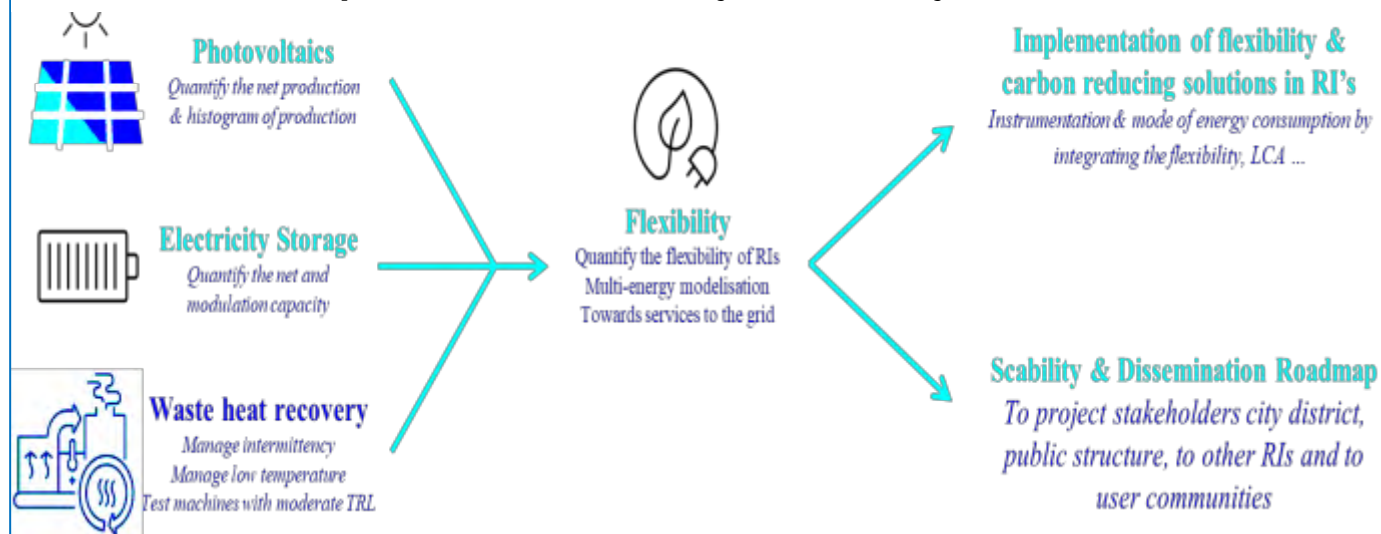 Photovoltaics
Quantify the net production
& histogram of production
Electricity Storage
Quantify the net and
modulation capacity
Waste heat recovery
Manage intermittency
Manage low temperature
Test machines with moderate TRL
Flexibility
Quantify the flexibility of RIs
Multi-energy modelisation
Towards services to the grid
Implementation of flexibility &
carbon reducing solutions in RI's
Instrumentation & mode of energy consumption by
integrating the flexibility, LCA ...
Scability & Dissemination Roadmap
To project stakeholders city district,
public structure, to other RIs and to
user communities